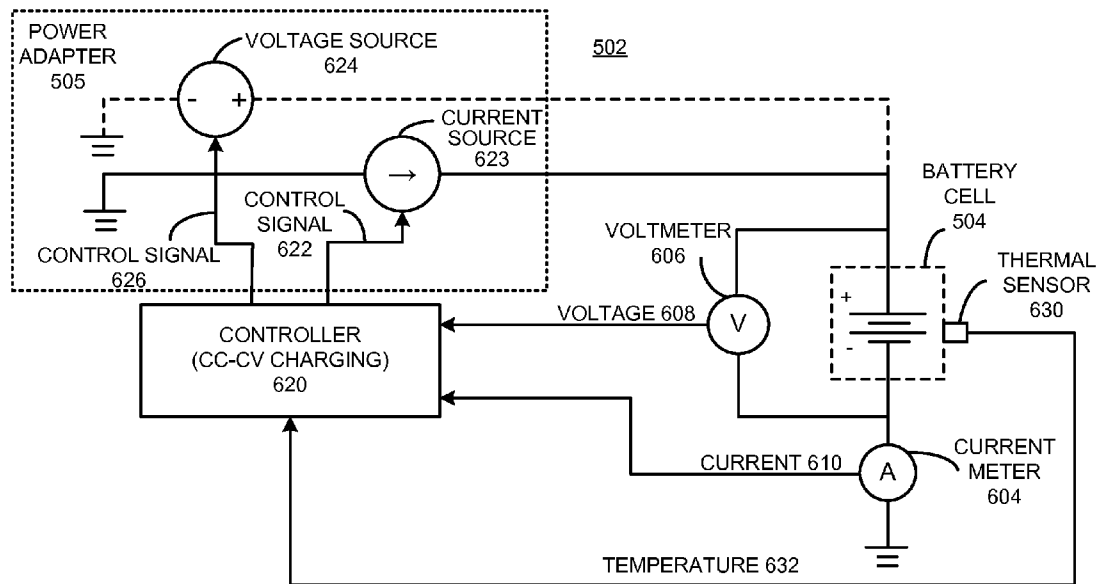 POWER
ADAPTER
505
VOLTAGE SOURCE
624
502
- +
CURRENT
SOURCE
623
→
CONTROL
SIGNAL
622
CONTROL SIGNAL
626
BATTERY
CELL
504
VOLTMETER
606
THERMAL
SENSOR
630
VOLTAGE 608
V
+
-
CONTROLLER
(CC-CV CHARGING)
620
CURRENT 610
A
CURRENT
METER
604
TEMPERATURE 632